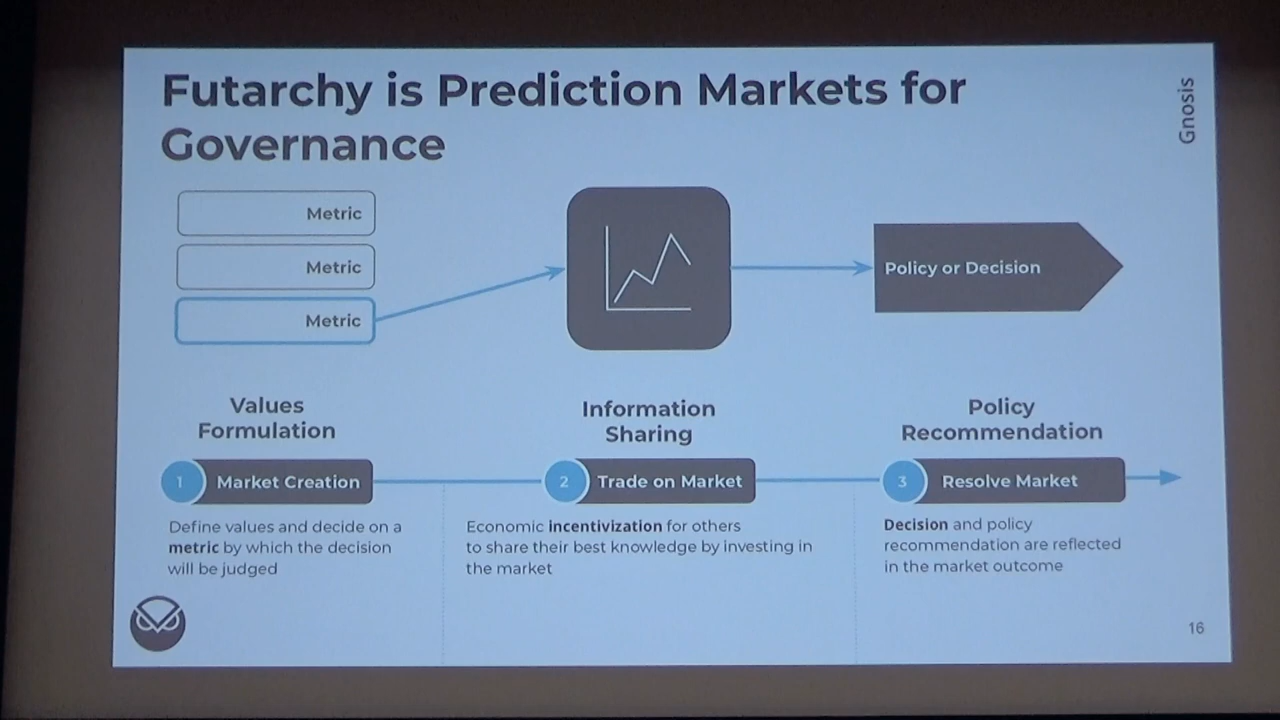 Futarchy is Prediction Markets for
Governance
Gnosis
Metric
Metric
Metric
Policy or Decision
Values
Formulation
Information
Sharing
Policy
Recommendation
1
Market Creation
2
Trade on Market
3
Resolve Market
Define values and decide on a
metric by which the decision
will be judged
Economic incentivization for others
to share their best knowledge by investing in
the market
Decision and policy
recommendation are reflected
in the market outcome
16